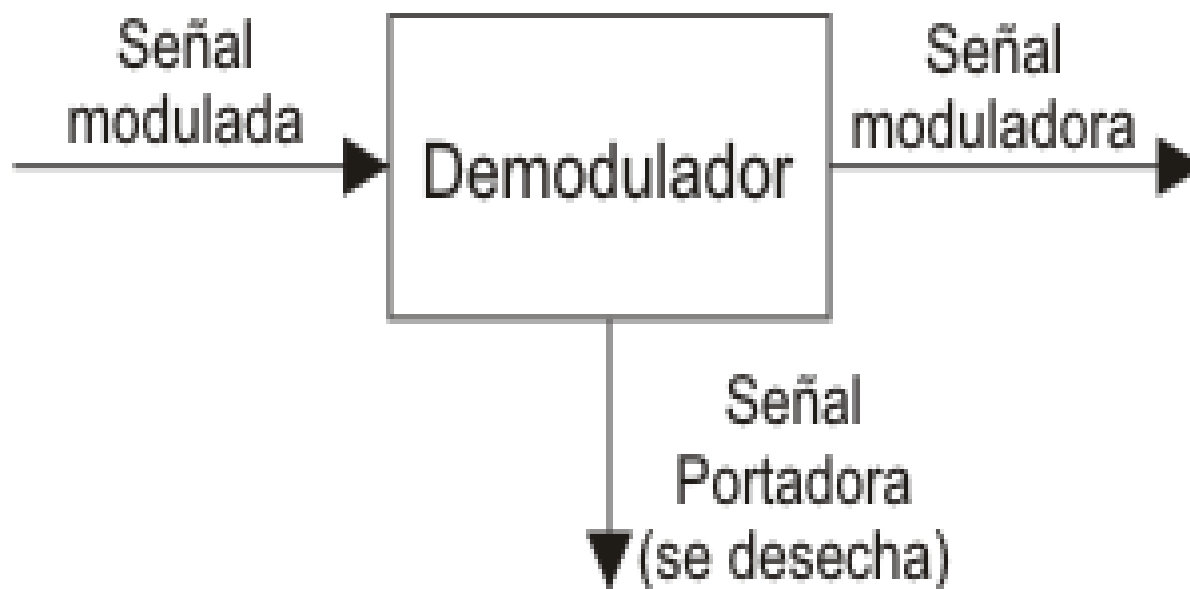 Señal
modulada
Demodulador
Señal
moduladora
Señal
Portadora
(se desecha)